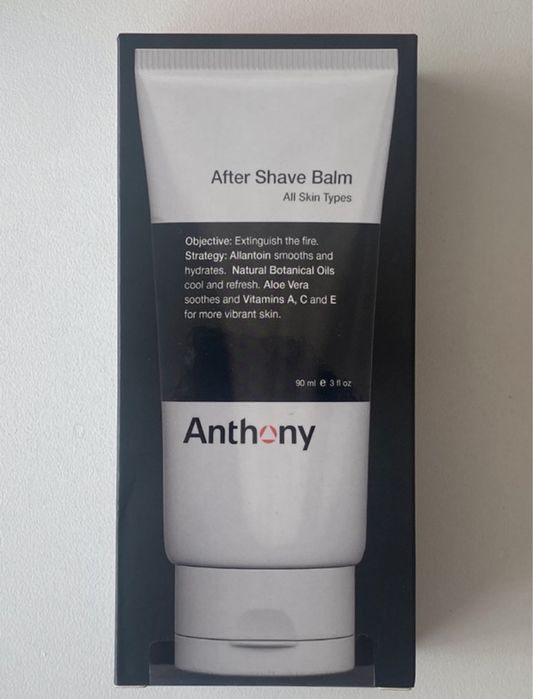 After Shave Balm
All Skin Types
Objective: Extinguish the fire.
Strategy: Allantoin smooths and
hydrates. Natural Botanical Oils
cool and refresh. Aloe Vera
soothes and Vitamins A, C and E
for more vibrant skin.
90 ml e 3 fl oz
Anthony